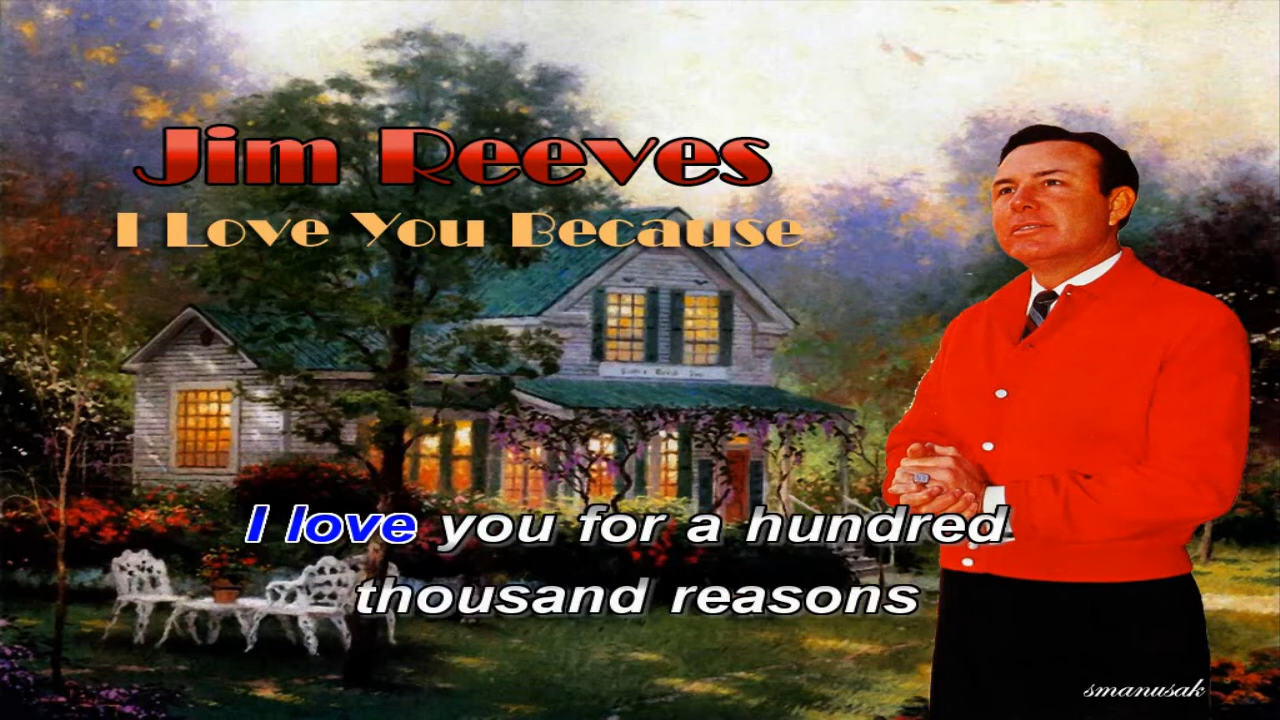 Jim Reeves
I Love You Because
I love you for a hundred
thousand reasons
smanusak